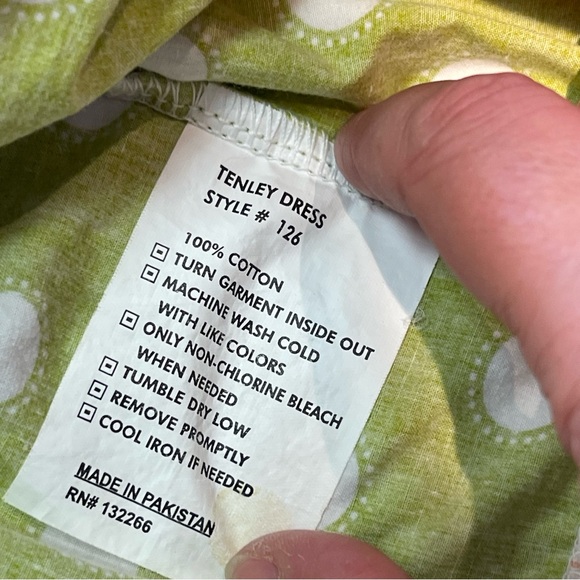 TENLEY DRESS
STYLE # 126
100% COTTON
TURN GARMENT INSIDE OUT
MACHINE WASH COLD
WITH LIKE COLORS
ONLY NON-CHLORINE BLEACH
WHEN NEEDED
TUMBLE DRY LOW
REMOVE PROMPTLY
COOL IRON IF NEEDED
MADE IN PAKISTAN
RN# 132266